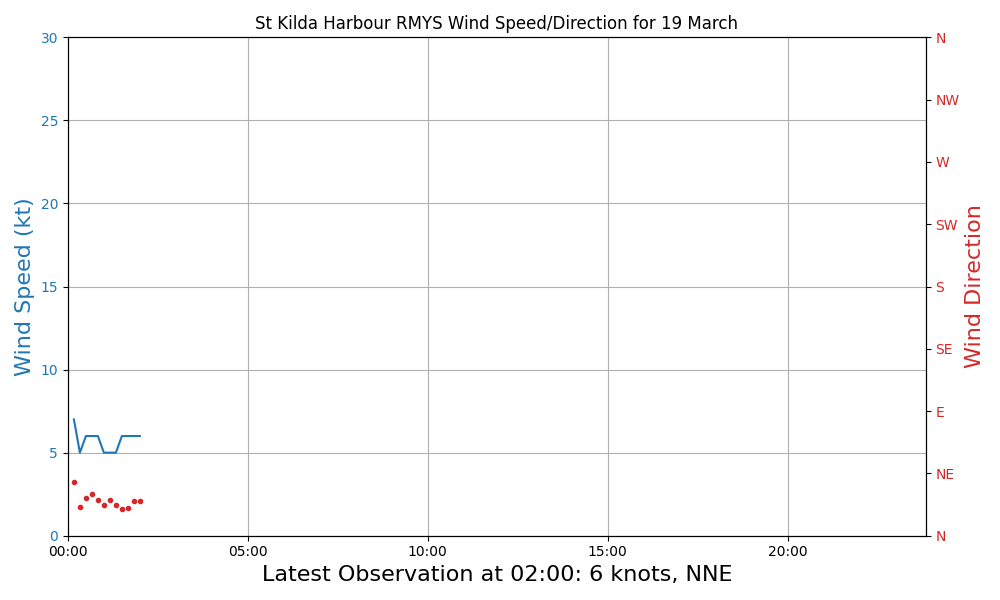 St Kilda Harbour RMYS Wind Speed/Direction for 19 March
30
25
20
15
10
5
0
Wind Speed (kt)
N
NW
W
SW
S
SE
E
NE
N
Wind Direction
00:00
05:00
10:00
15:00
20:00
Latest Observation at 02:00: 6 knots, NNE